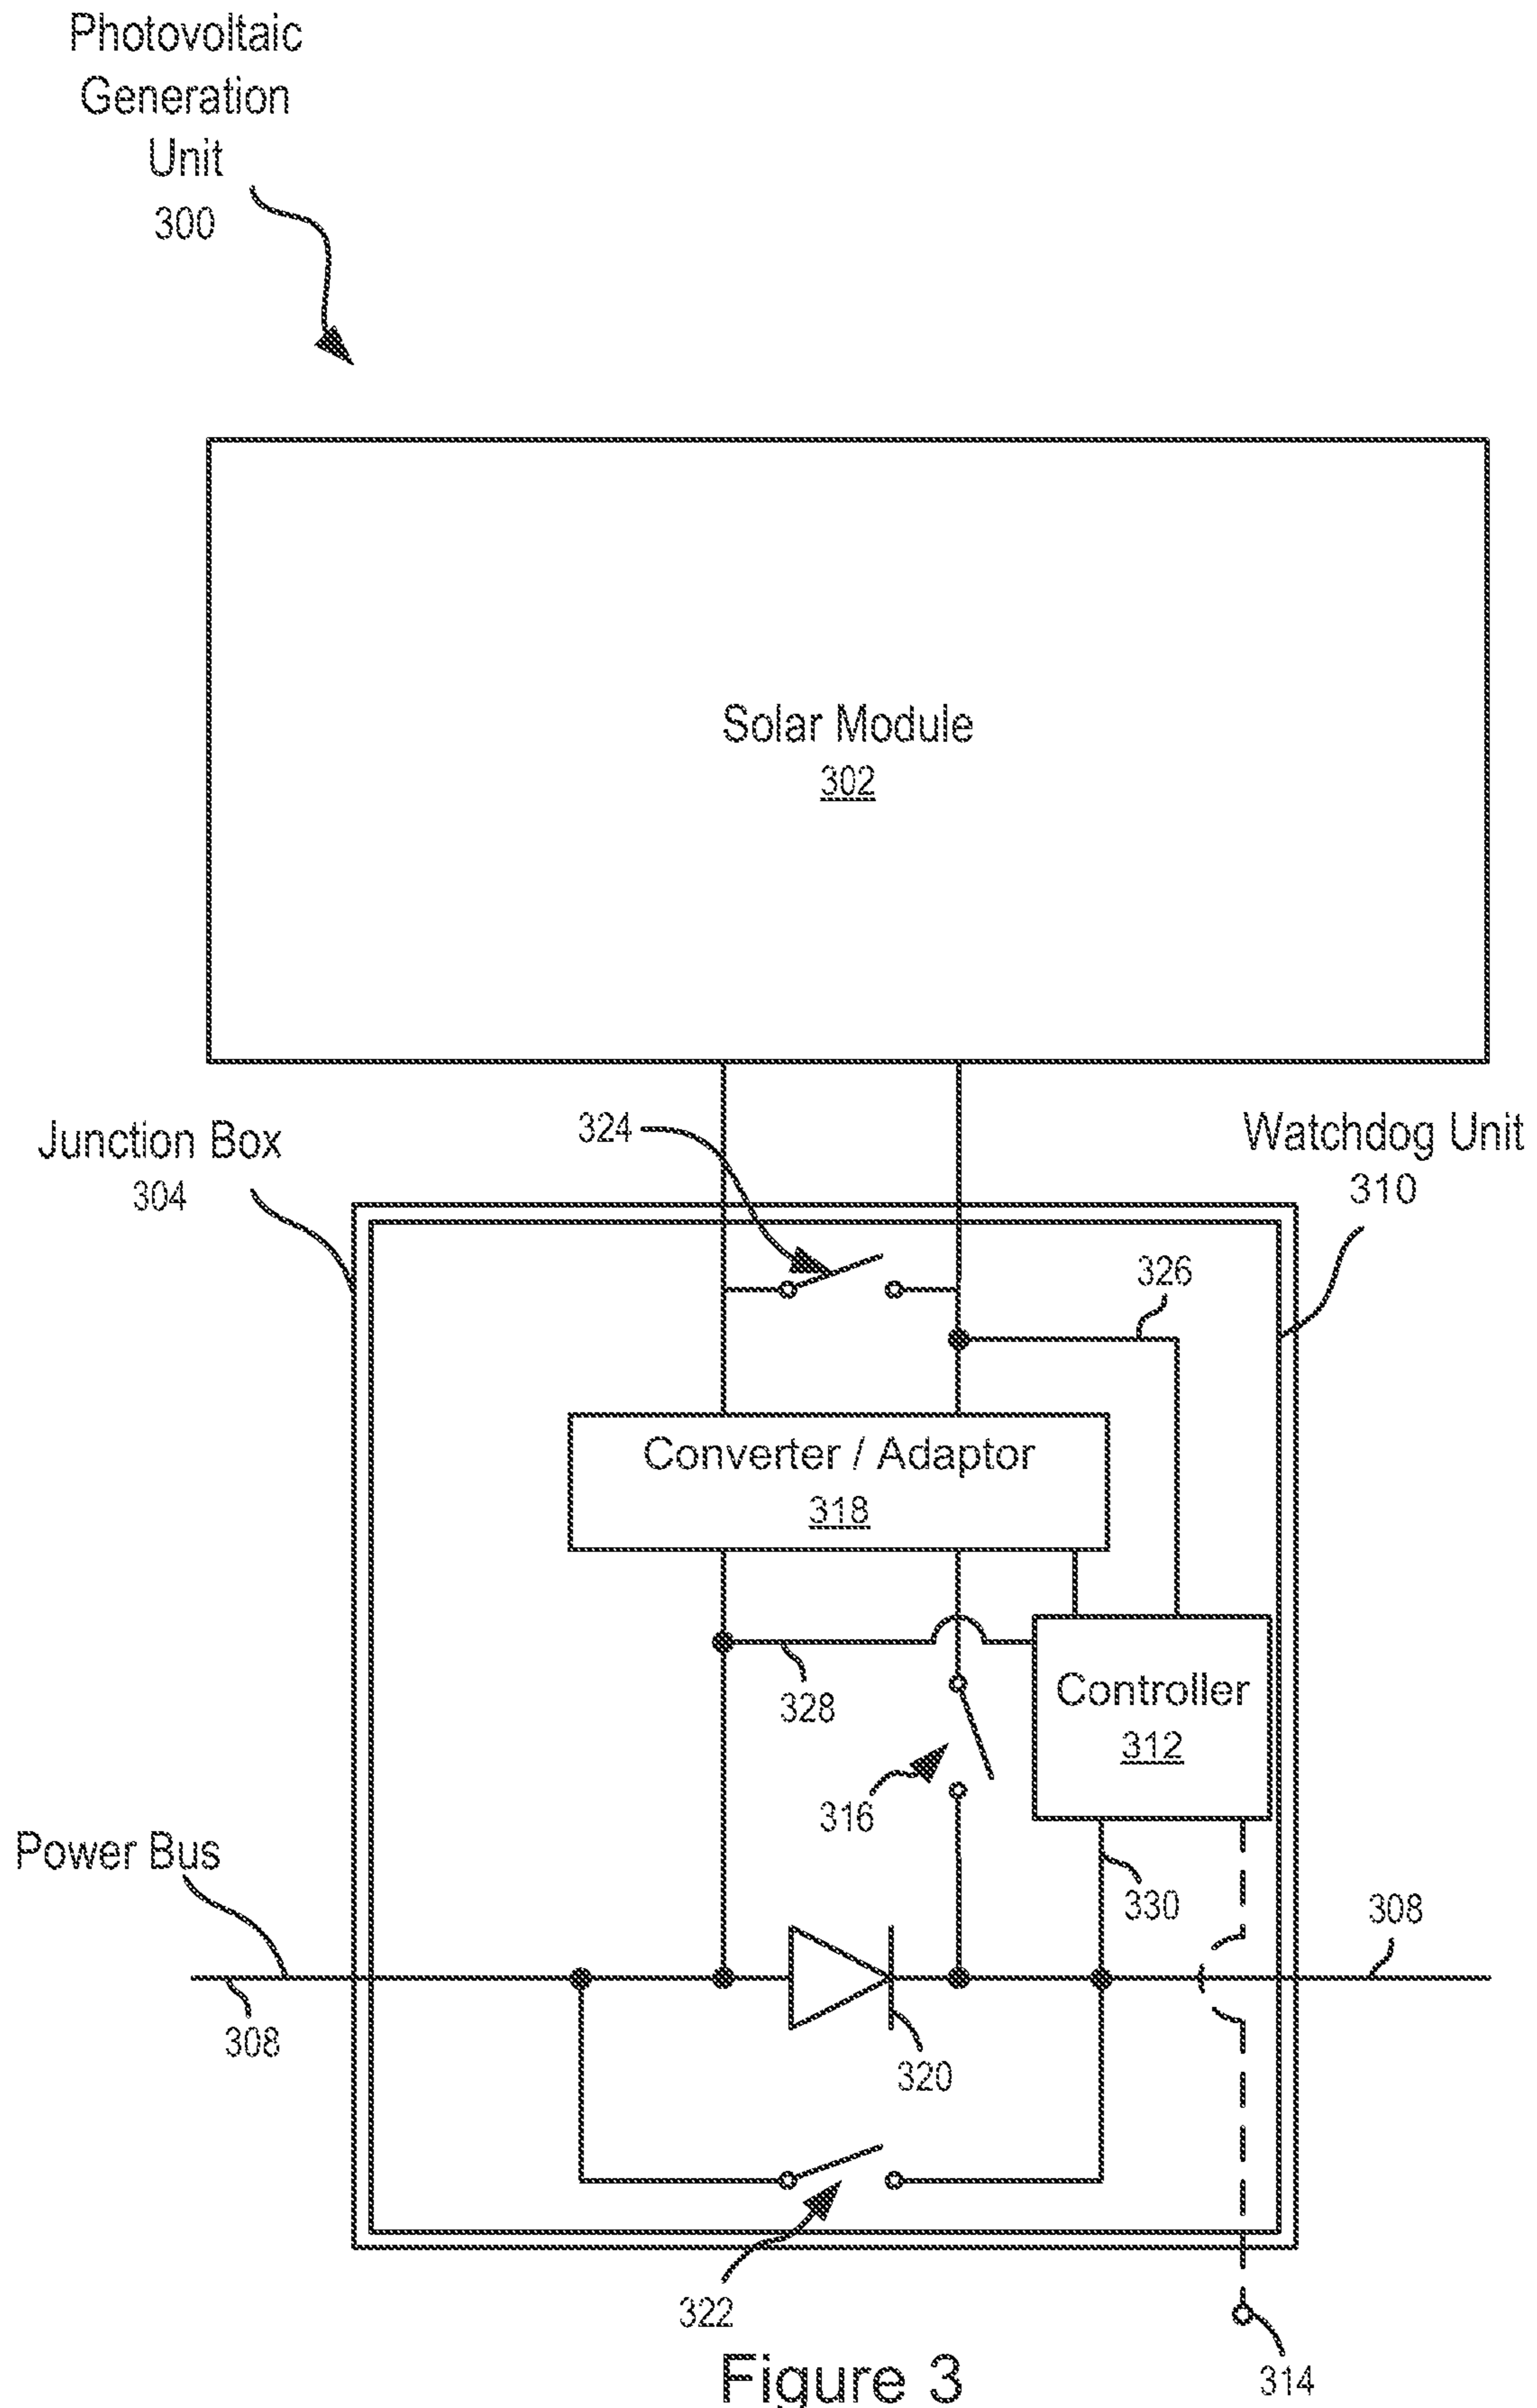 Photovoltaic
Generation
Unit
300
Solar Module
302
Junction Box
304
324
Watchdog Unit
310
326
Converter / Adaptor
318
328
Controller
312
316
Power Bus
330
308
308
320
322
314
Figure 3